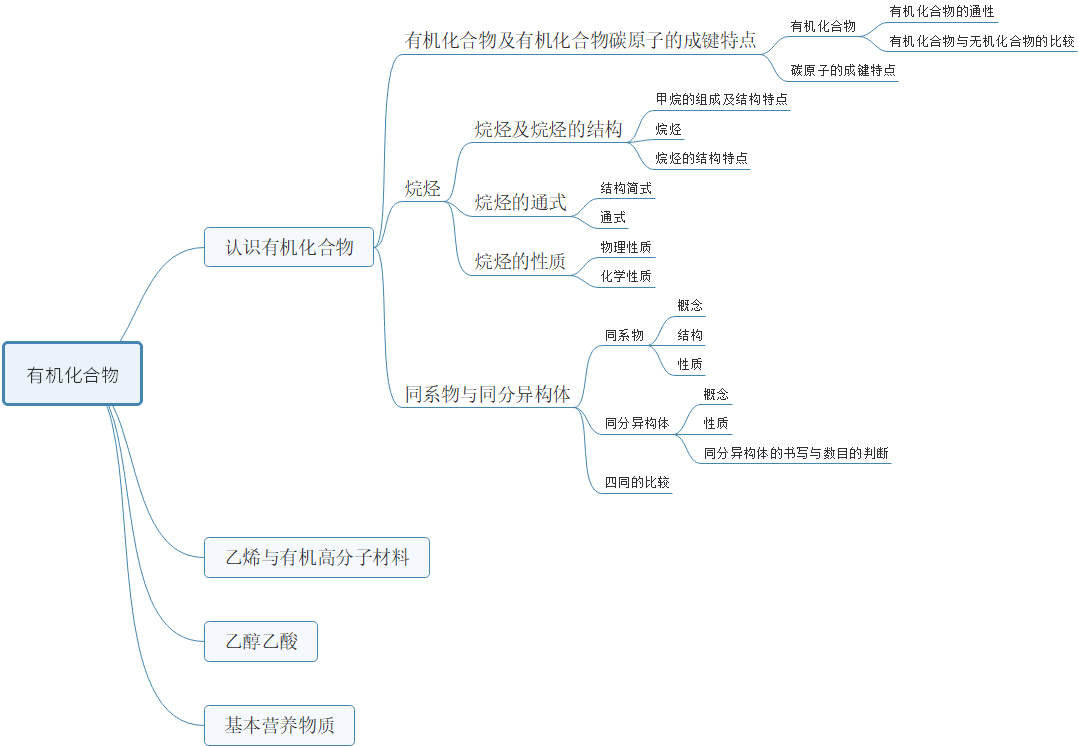 有机化合物
认识有机化合物
有机化合物及有机化合物碳原子的成键特点
有机化合物
有机化合物的通性
有机化合物与无机化合物的比较
碳原子的成键特点
烷烃
烷烃及烷烃的结构
甲烷的组成及结构特点
烷烃
烷烃的结构特点
烷烃的通式
结构简式
通式
烷烃的性质
物理性质
化学性质
同系物与同分异构体
同系物
概念
结构
性质
同分异构体
概念
性质
同分异构体的书写与数目的判断
四同的比较
乙烯与有机高分子材料
乙醇乙酸
基本营养物质